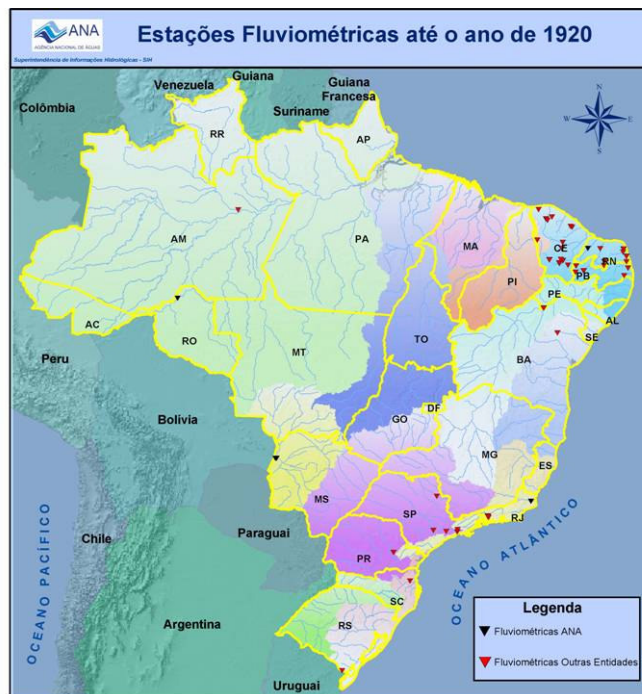 ANA
AGÊNCIA NACIONAL DE ÁGUAS
Superintendência de Informações Hidrológicas - SIH
Estações Fluviométricas até o ano de 1920
Colômbia
Venezuela
Guiana
Suriname
Guiana
Francesa
N
W
E
S
RR
AP
AM
PA
MA
CE
RN
PB
PI
PE
AL
SE
AC
RO
MT
TO
BA
Peru
Bolivia
GO
DF
MG
ES
MS
SP
RJ
Paraguai
PR
SC
RS
Chile
Argentina
Uruguai
OCEANO PACÍFICO
OCEANO ATLÂNTICO
Legenda
Fluviométricas ANA
Fluviométricas Outras Entidades